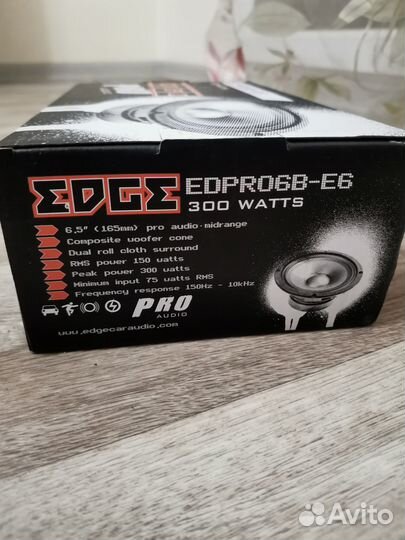 EDGE EDPRO6B-E6
300 WATTS
6.5" (165mm) pro audio-midrange
Composite woofer cone
Dual roll cloth surround
RMS power 150 watts
Peak power 300 watts
Minimum input 75 watts RMS
Frequency response 150Hz - 10kHz
PRO
AUDIO
www.edgecaraudio.com
Avito